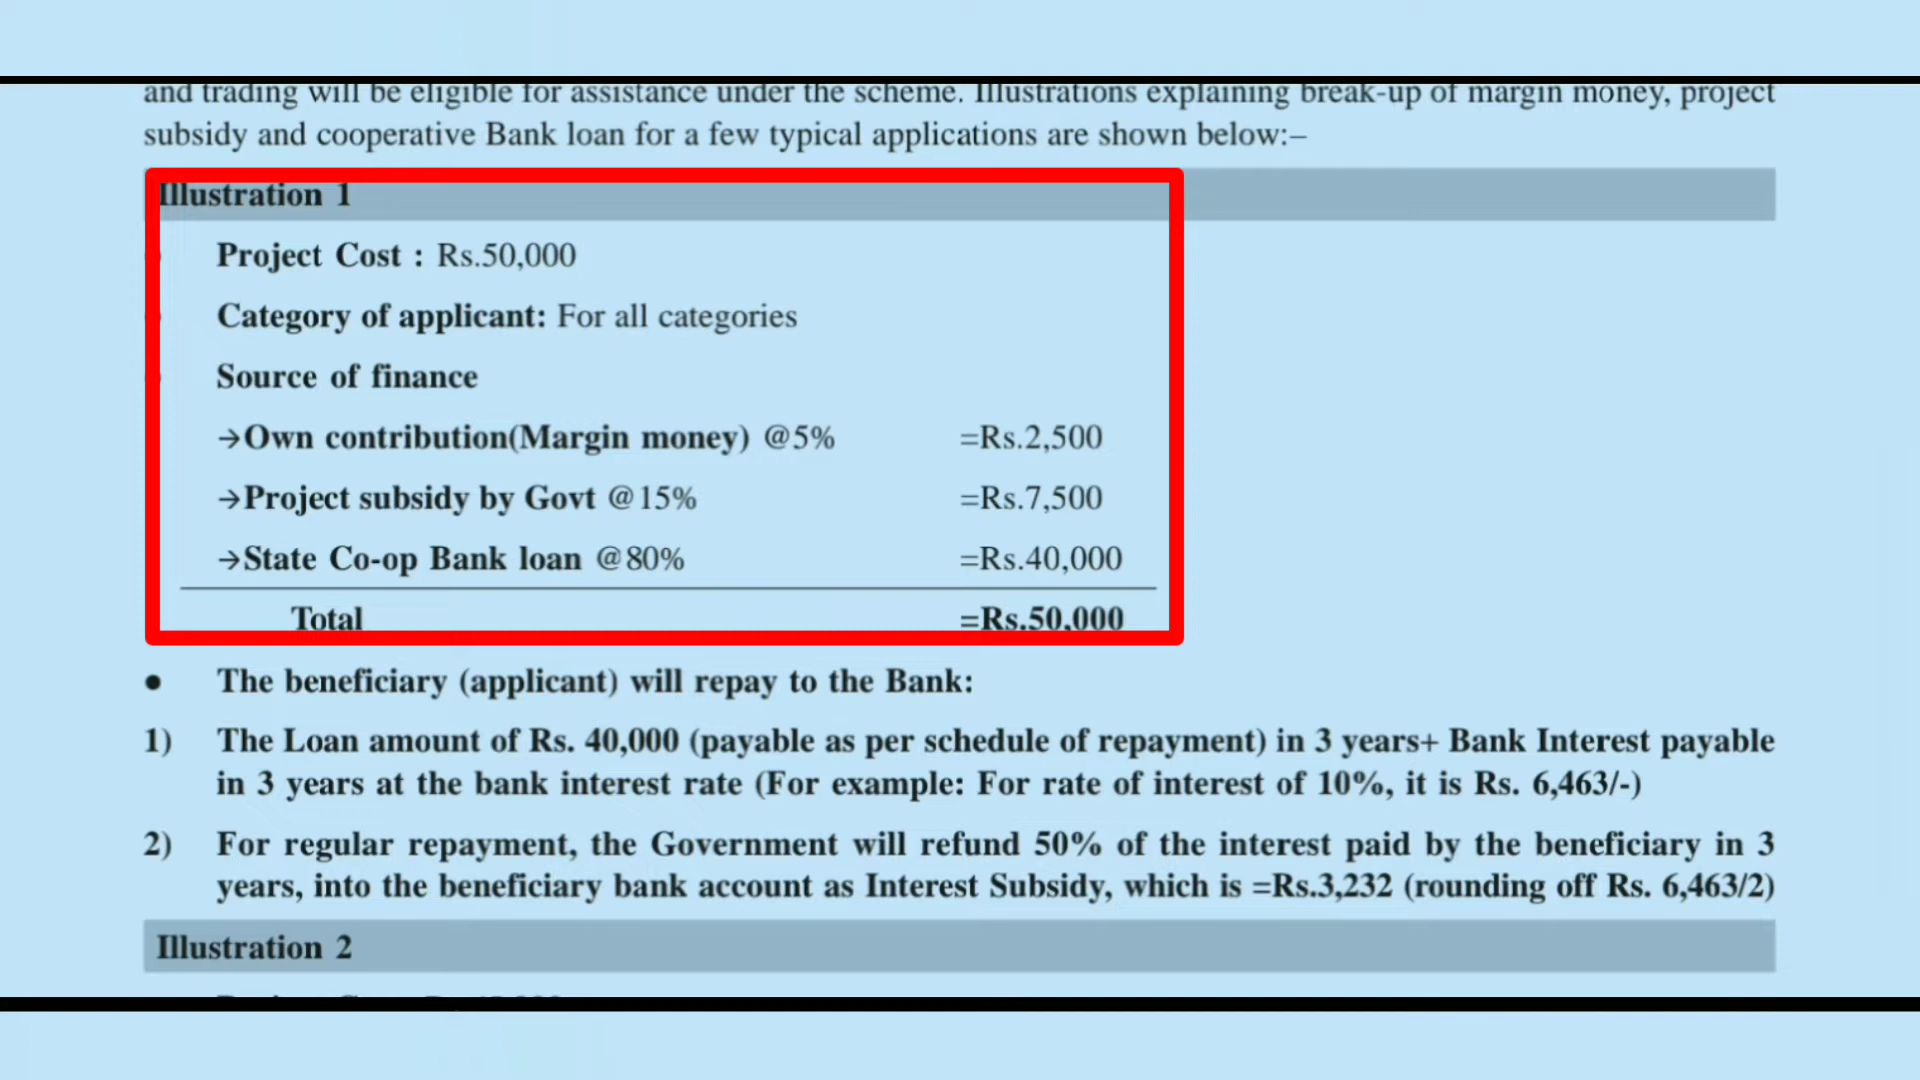 and trading will be eligible for assistance under the scheme. Illustrations explaining break-up of margin money, project
subsidy and cooperative Bank loan for a few typical applications are shown below:–
Illustration 1
Project Cost : Rs.50,000
Category of applicant: For all categories
Source of finance
→Own contribution(Margin money) @5% =Rs.2,500
→Project subsidy by Govt @15% =Rs.7,500
→State Co-op Bank loan @80% =Rs.40,000
Total =Rs.50,000
● The beneficiary (applicant) will repay to the Bank:
1) The Loan amount of Rs. 40,000 (payable as per schedule of repayment) in 3 years+ Bank Interest payable
in 3 years at the bank interest rate (For example: For rate of interest of 10%, it is Rs. 6,463/-)
2) For regular repayment, the Government will refund 50% of the interest paid by the beneficiary in 3
years, into the beneficiary bank account as Interest Subsidy, which is =Rs.3,232 (rounding off Rs. 6,463/2)
Illustration 2